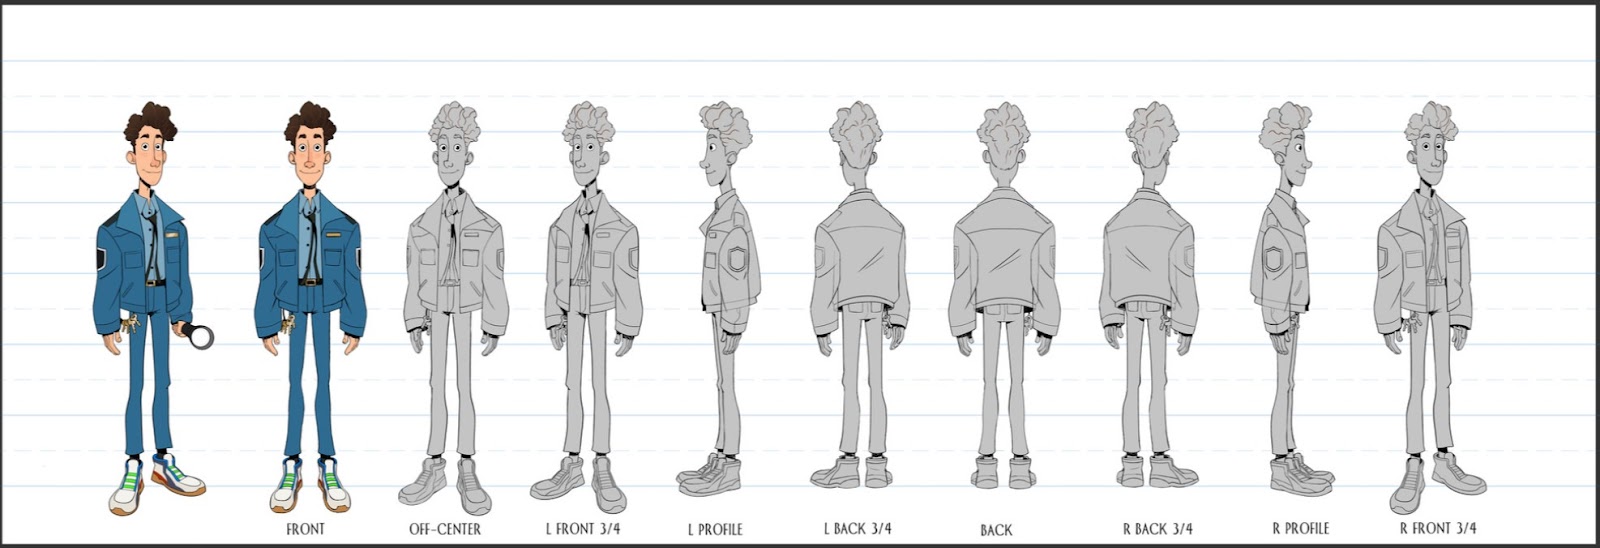 FRONT
OFF-CENTER
L FRONT 3/4
L PROFILE
L BACK 3/4
BACK
R BACK 3/4
R PROFILE
R FRONT 3/4